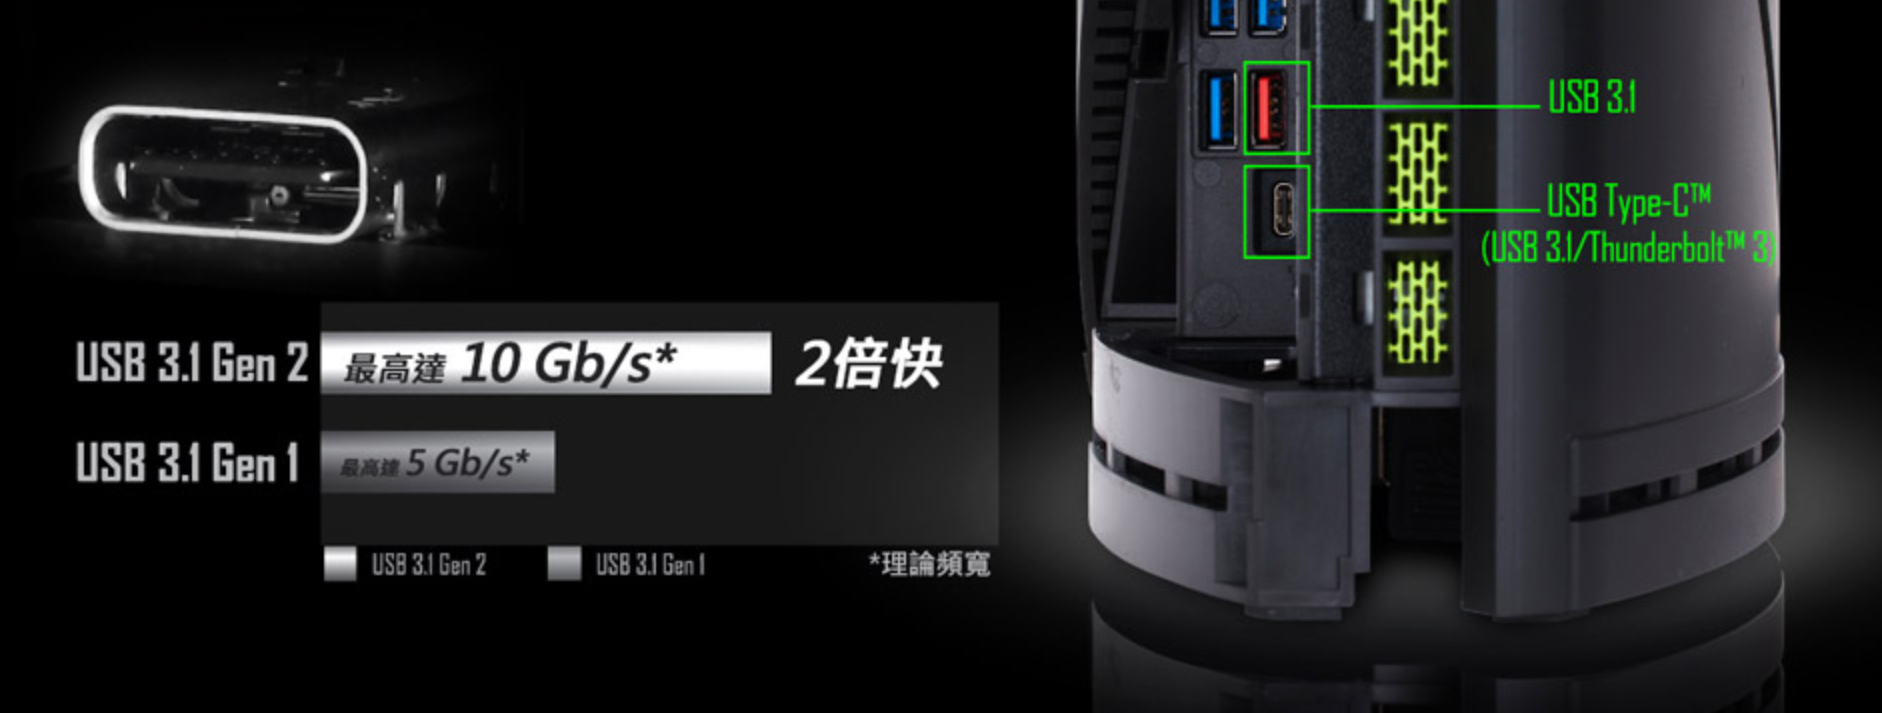 USB 3.1
USB Type-C™
(USB 3.1/Thunderbolt™ 3)
USB 3.1 Gen 2
最高達 10 Gb/s*
2倍快
USB 3.1 Gen 1
最高達 5 Gb/s*
USB 3.1 Gen 2
USB 3.1 Gen 1
*理論頻寬